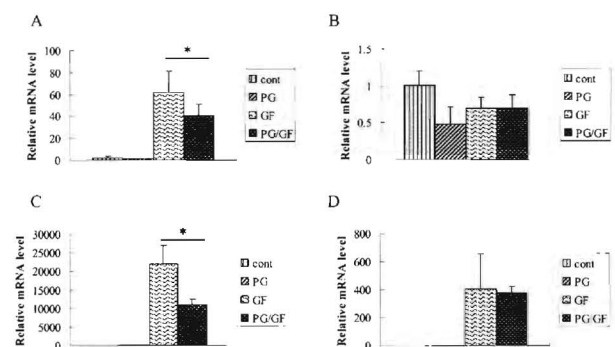 A
Relative mRNA level
100
80
60
40
20
0
*
cont
PG
GF
PG/GF
B
Relative mRNA level
1.5
1
0.5
0
cont
PG
GF
PG/GF
C
Relative mRNA level
30000
25000
20000
15000
10000
5000
0
*
cont
PG
GF
PG/GF
D
Relative mRNA level
800
600
400
200
0
cont
PG
GF
PG/GF